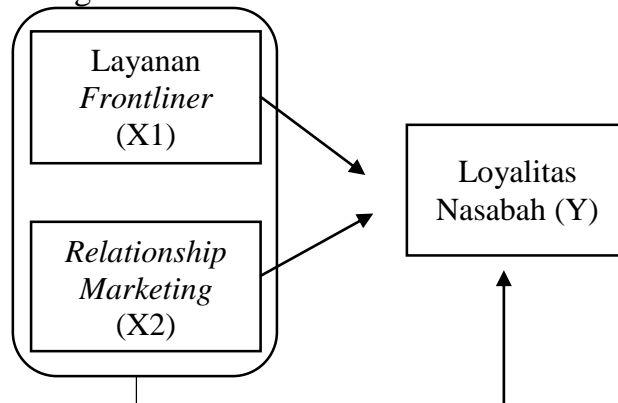 Layanan
Frontliner
(X1)
Loyalitas
Nasabah (Y)
Relationship
Marketing
(X2)